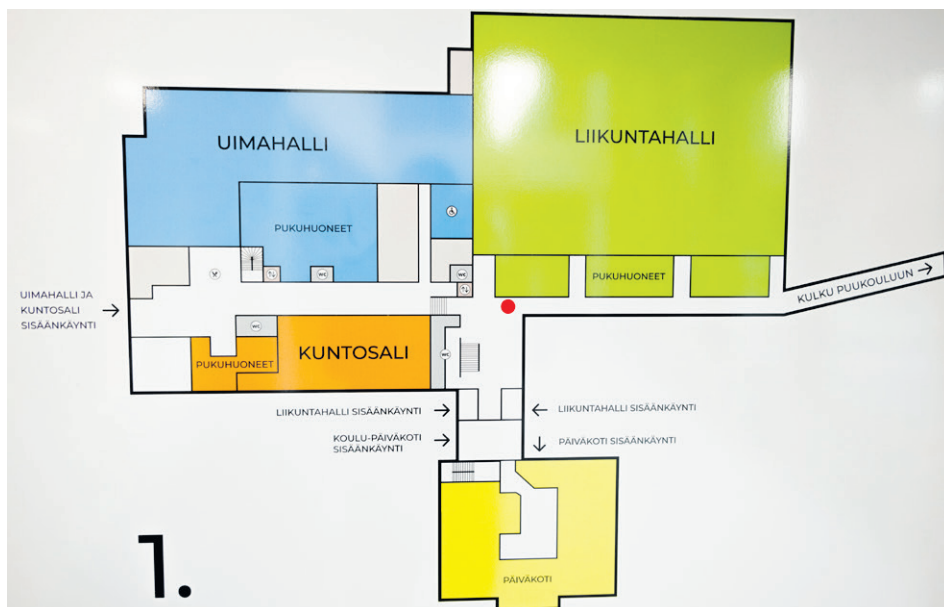 UIMAHALLI
LIIKUNTAHALLI
PUKUHUONEET
WC
WC
PUKUHUONEET
KULKU PUUKOULUUN →
UIMAHALLI JA
KUNTOSALI →
SISÄÄNKÄYNTI
WC
WC
PUKUHUONEET
KUNTOSALI
LIIKUNTAHALLI SISÄÄNKÄYNTI →
← LIIKUNTAHALLI SISÄÄNKÄYNTI
KOULU-PÄIVÄKOTI →
SISÄÄNKÄYNTI
↓ PÄIVÄKOTI SISÄÄNKÄYNTI
1.
PÄIVÄKOTI